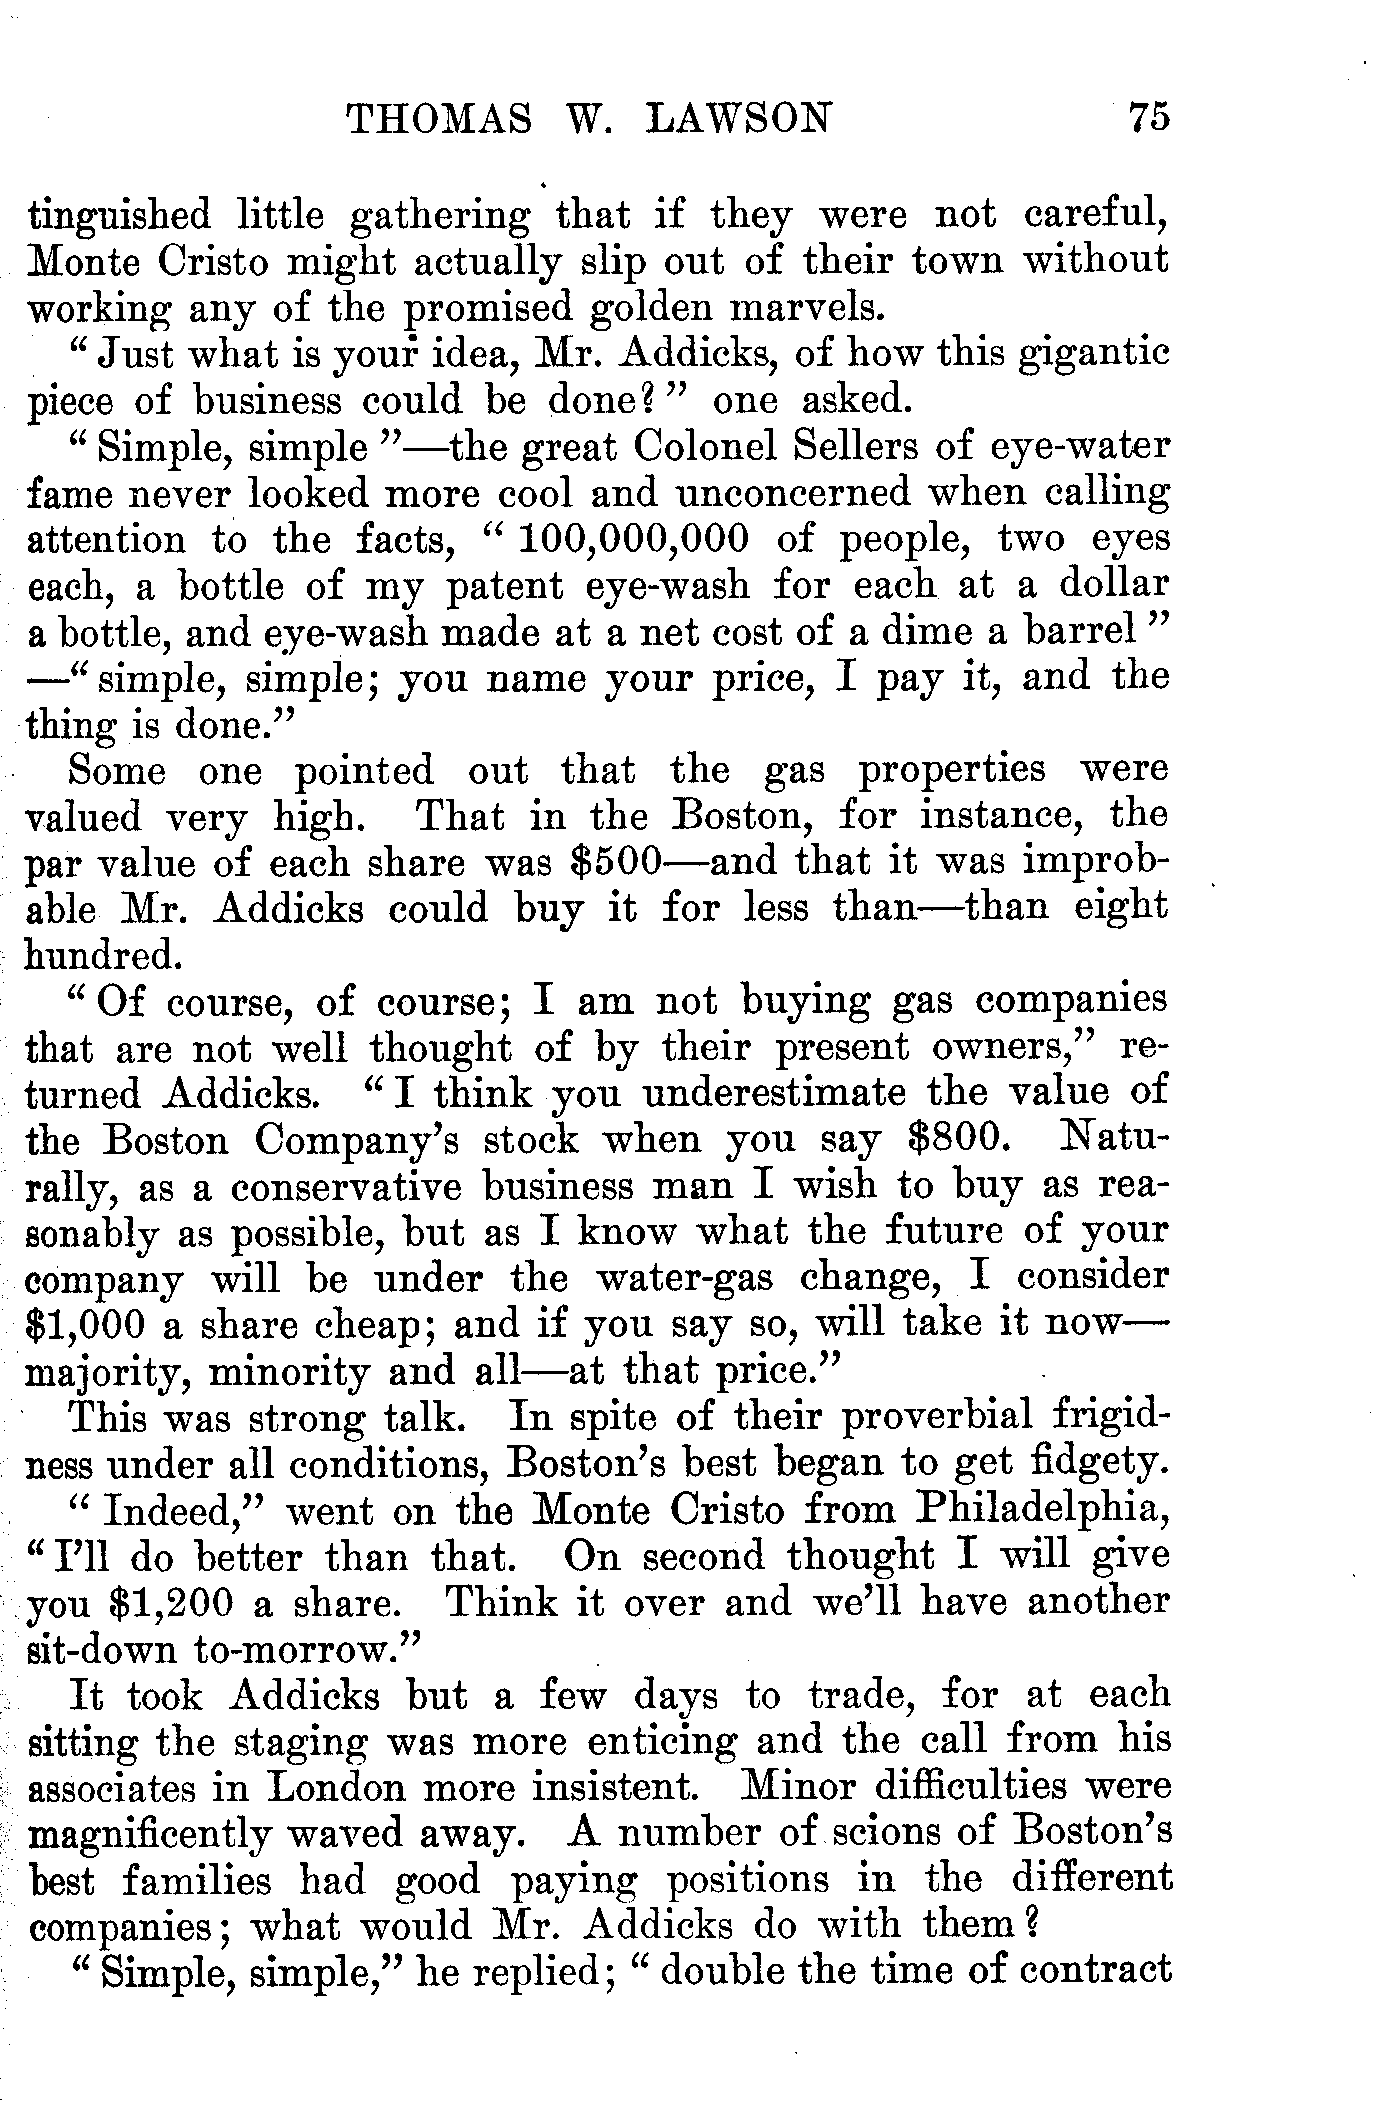 THOMAS W. LAWSON 75
tinguished little gathering that if they were not careful,
Monte Cristo might actually slip out of their town without
working any of the promised golden marvels.
“ Just what is your idea, Mr. Addicks, of how this gigantic
piece of business could be done? ” one asked.
“ Simple, simple ”—the great Colonel Sellers of eye-water
fame never looked more cool and unconcerned when calling
attention to the facts, “ 100,000,000 of people, two eyes
each, a bottle of my patent eye-wash for each at a dollar
a bottle, and eye-wash made at a net cost of a dime a barrel ”
—“ simple, simple; you name your price, I pay it, and the
thing is done.”
Some one pointed out that the gas properties were
valued very high. That in the Boston, for instance, the
par value of each share was $500—and that it was improb-
able Mr. Addicks could buy it for less than—than eight
hundred.
“ Of course, of course; I am not buying gas companies
that are not well thought of by their present owners,” re-
turned Addicks. “ I think you underestimate the value of
the Boston Company’s stock when you say $800. Natu-
rally, as a conservative business man I wish to buy as rea-
sonably as possible, but as I know what the future of your
company will be under the water-gas change, I consider
$1,000 a share cheap; and if you say so, will take it now—
majority, minority and all—at that price.”
This was strong talk. In spite of their proverbial frigid-
ness under all conditions, Boston’s best began to get fidgety.
“ Indeed,” went on the Monte Cristo from Philadelphia,
“ I’ll do better than that. On second thought I will give
you $1,200 a share. Think it over and we’ll have another
sit-down to-morrow.”
It took Addicks but a few days to trade, for at each
sitting the staging was more enticing and the call from his
associates in London more insistent. Minor difficulties were
magnificently waved away. A number of scions of Boston’s
best families had good paying positions in the different
companies; what would Mr. Addicks do with them?
“ Simple, simple,” he replied; “ double the time of contract